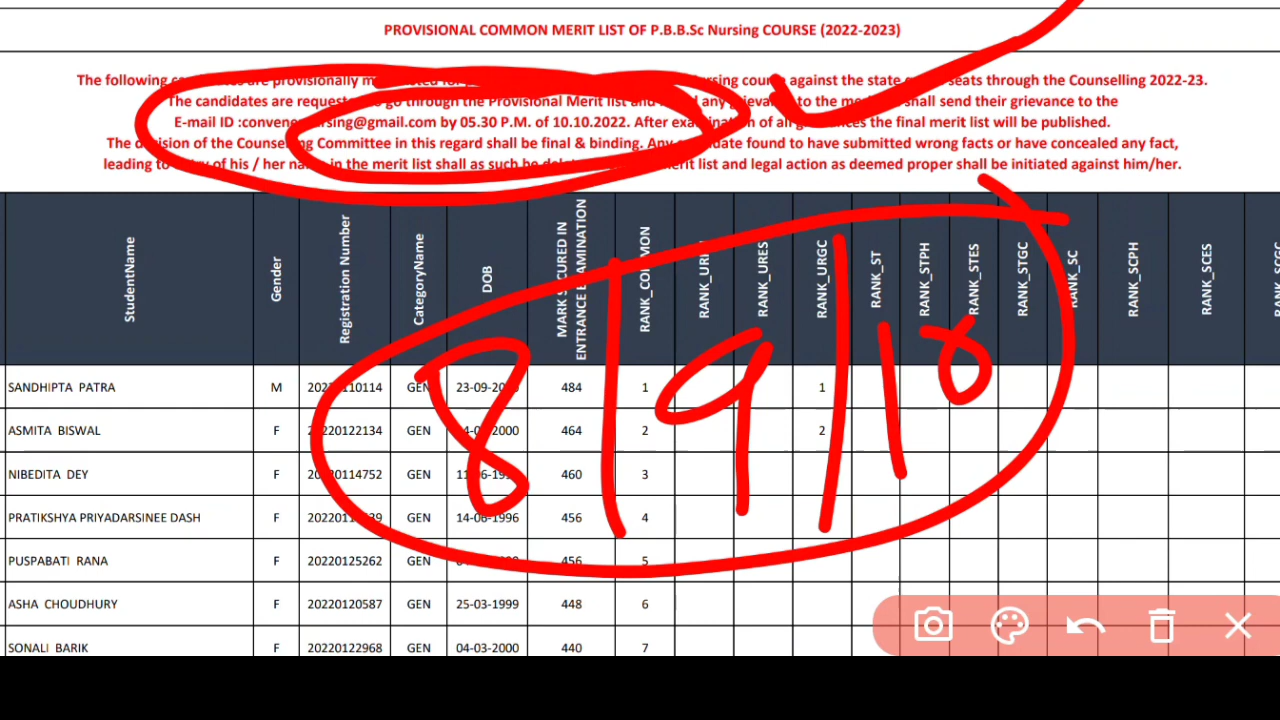 PROVISIONAL COMMON MERIT LIST OF P.B.B.Sc Nursing COURSE (2022-2023)
The following are provisionally for against the state seats through the Counselling 2022-23.
The candidates are go through the Provisional Merit list and any to the shall send their grievance to the
E-mail ID by 05.30 P.M. of 10.10.2022. After of all the final merit list will be published.
The of the Committee in this regard shall be final & binding. Any found to have submitted wrong facts or have concealed any fact,
leading to of his / her in the merit list shall as such be list and legal action as deemed proper shall be initiated against him/her.
StudentName Gender Registration Number CategoryName DOB MARK SECURED IN ENTRANCE EXAMINATION RANK_COMMON RANK_URPH RANK_URES RANK_URGC RANK_ST RANK_STPH RANK_STES RANK_STGC RANK_SC RANK_SCPH RANK_SCES
SANDHIPTA PATRA M GEN 484 1 1
ASMITA BISWAL F 20220122134 GEN 464 2 2
NIBEDITA DEY F 20220114752 GEN 460 3
PRATIKSHYA PRIYADARSINEE DASH F GEN 14-06-1996 456 4
PUSPABATI RANA F 20220125262 GEN 456 5
ASHA CHOUDHURY F 20220120587 GEN 25-03-1999 448 6
SONALI BARIK F 20220122968 GEN 04-03-2000 440 7
8/9/10